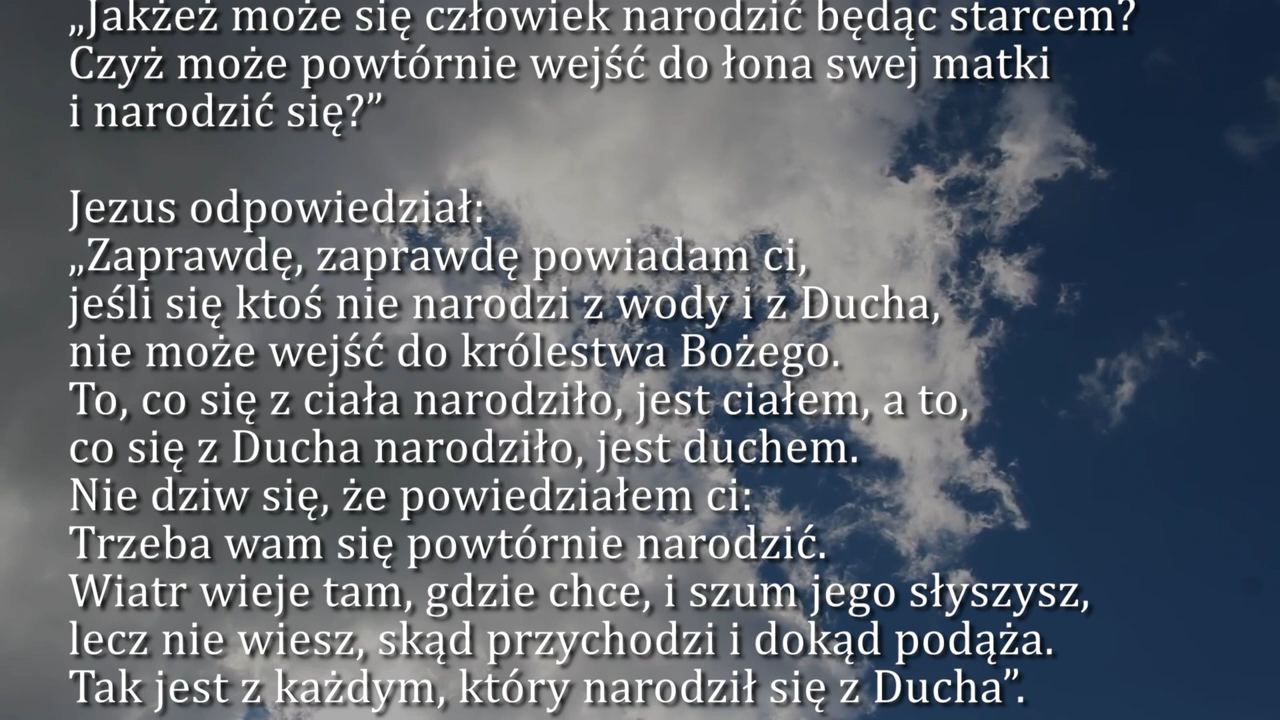 „Jakżeż może się człowiek narodzić będąc starcem?
Czyż może powtórnie wejść do łona swej matki
i narodzić się?”
Jezus odpowiedział:
„Zaprawdę, zaprawdę powiadam ci,
jeśli się ktoś nie narodzi z wody i z Ducha,
nie może wejść do królestwa Bożego.
To, co się z ciała narodziło, jest ciałem, a to,
co się z Ducha narodziło, jest duchem.
Nie dziw się, że powiedziałem ci:
Trzeba wam się powtórnie narodzić.
Wiatr wieje tam, gdzie chce, i szum jego słyszysz,
lecz nie wiesz, skąd przychodzi i dokąd podąża.
Tak jest z każdym, który narodził się z Ducha”.